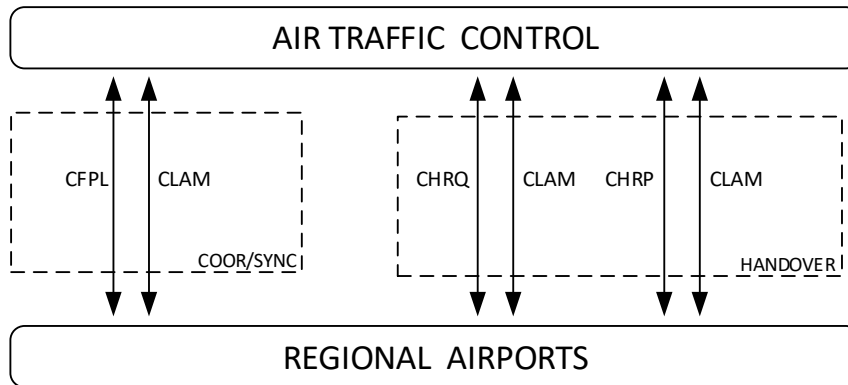 AIR TRAFFIC CONTROL
CFPL CLAM CHRQ CLAM CHRP CLAM
COOR/SYNC HANDOVER
REGIONAL AIRPORTS